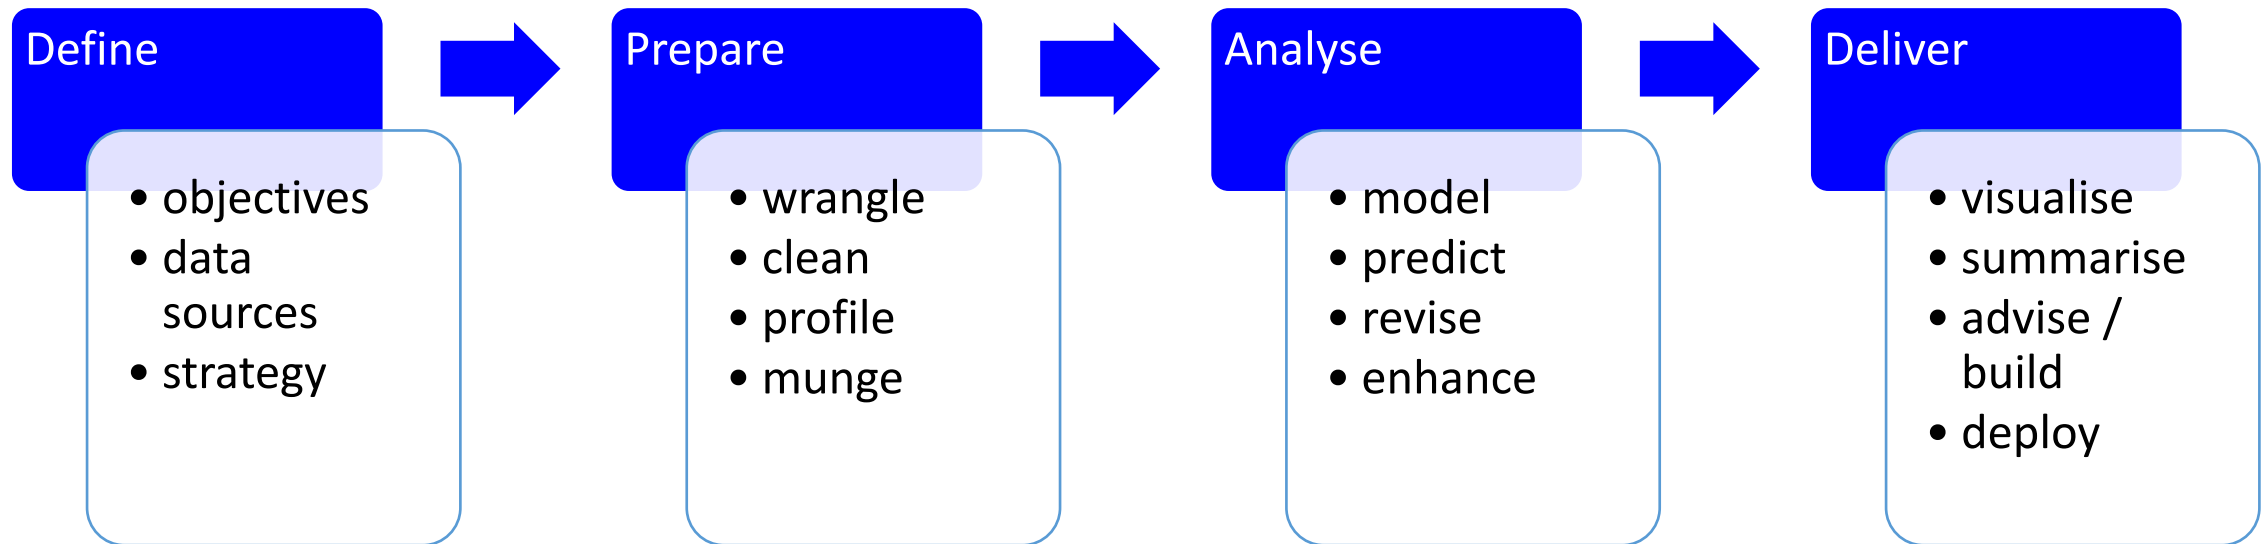 Define
• objectives
• data
sources
• strategy
Prepare
• wrangle
• clean
• profile
• munge
Analyse
• model
• predict
• revise
• enhance
Deliver
• visualise
• summarise
• advise /
build
• deploy